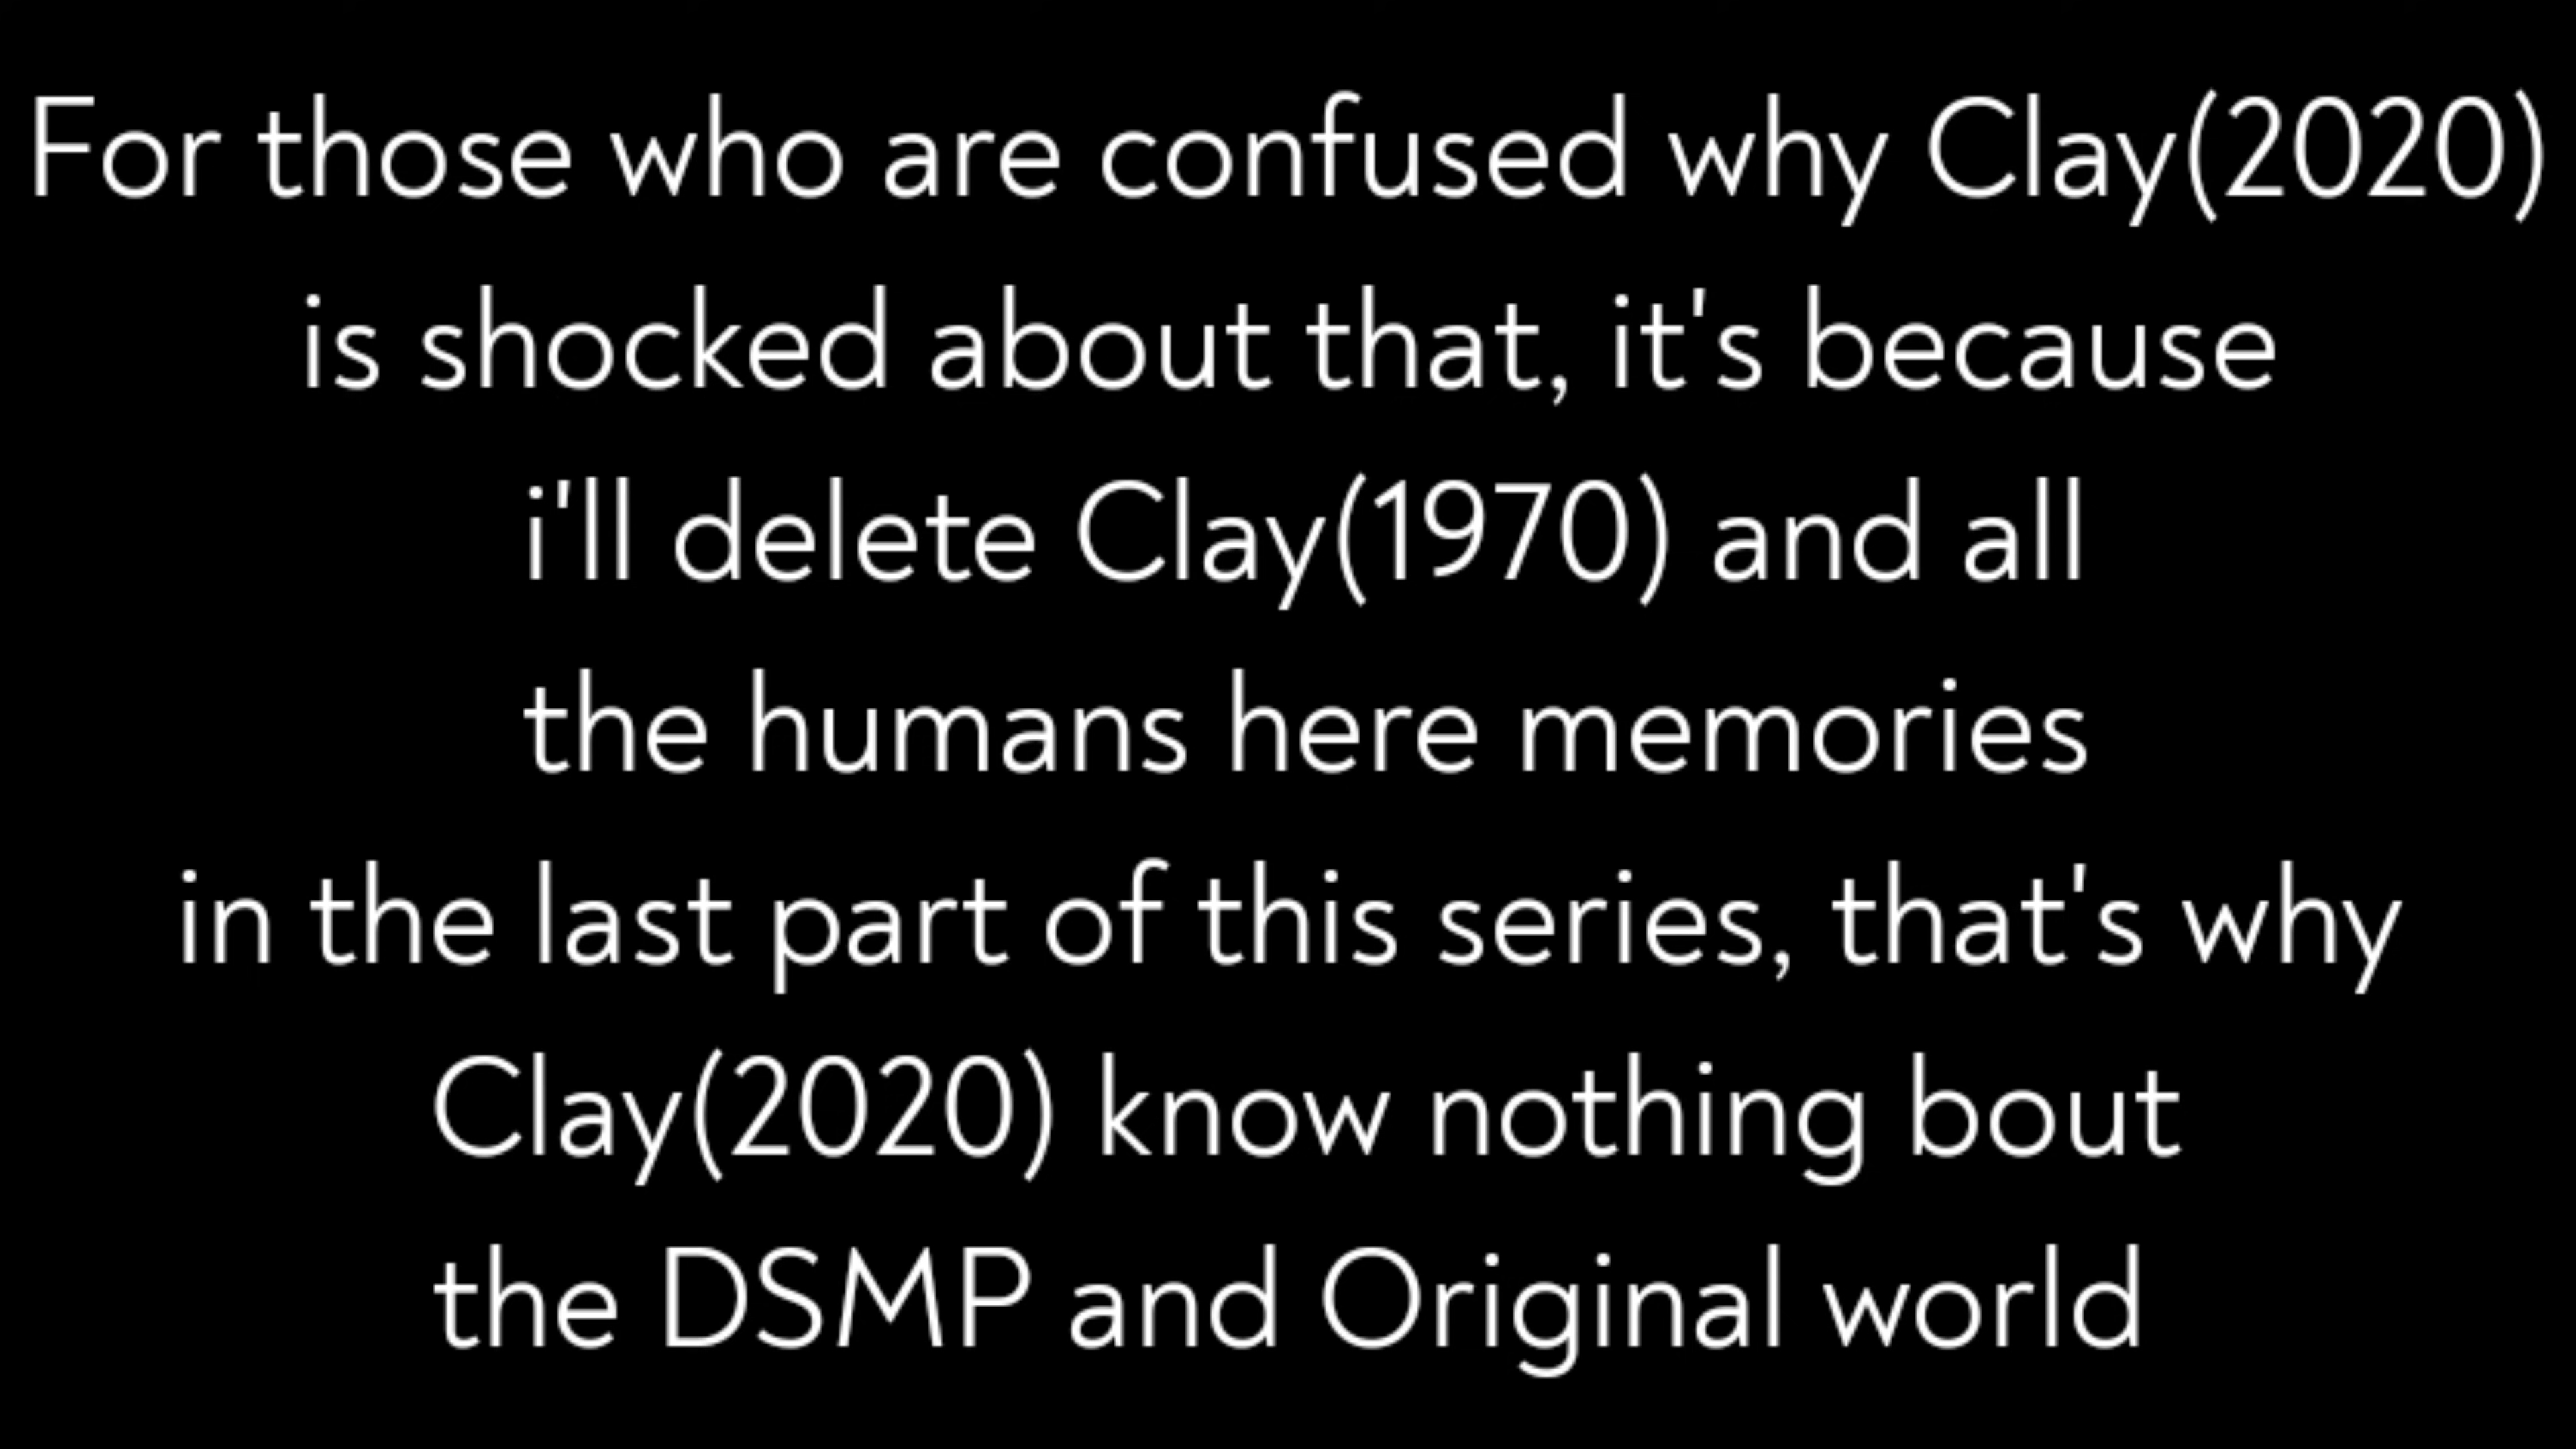 For those who are confused why Clay(2020)
is shocked about that, it's because
i'll delete Clay(1970) and all
the humans here memories
in the last part of this series, that's why
Clay(2020) know nothing bout
the DSMP and Original world